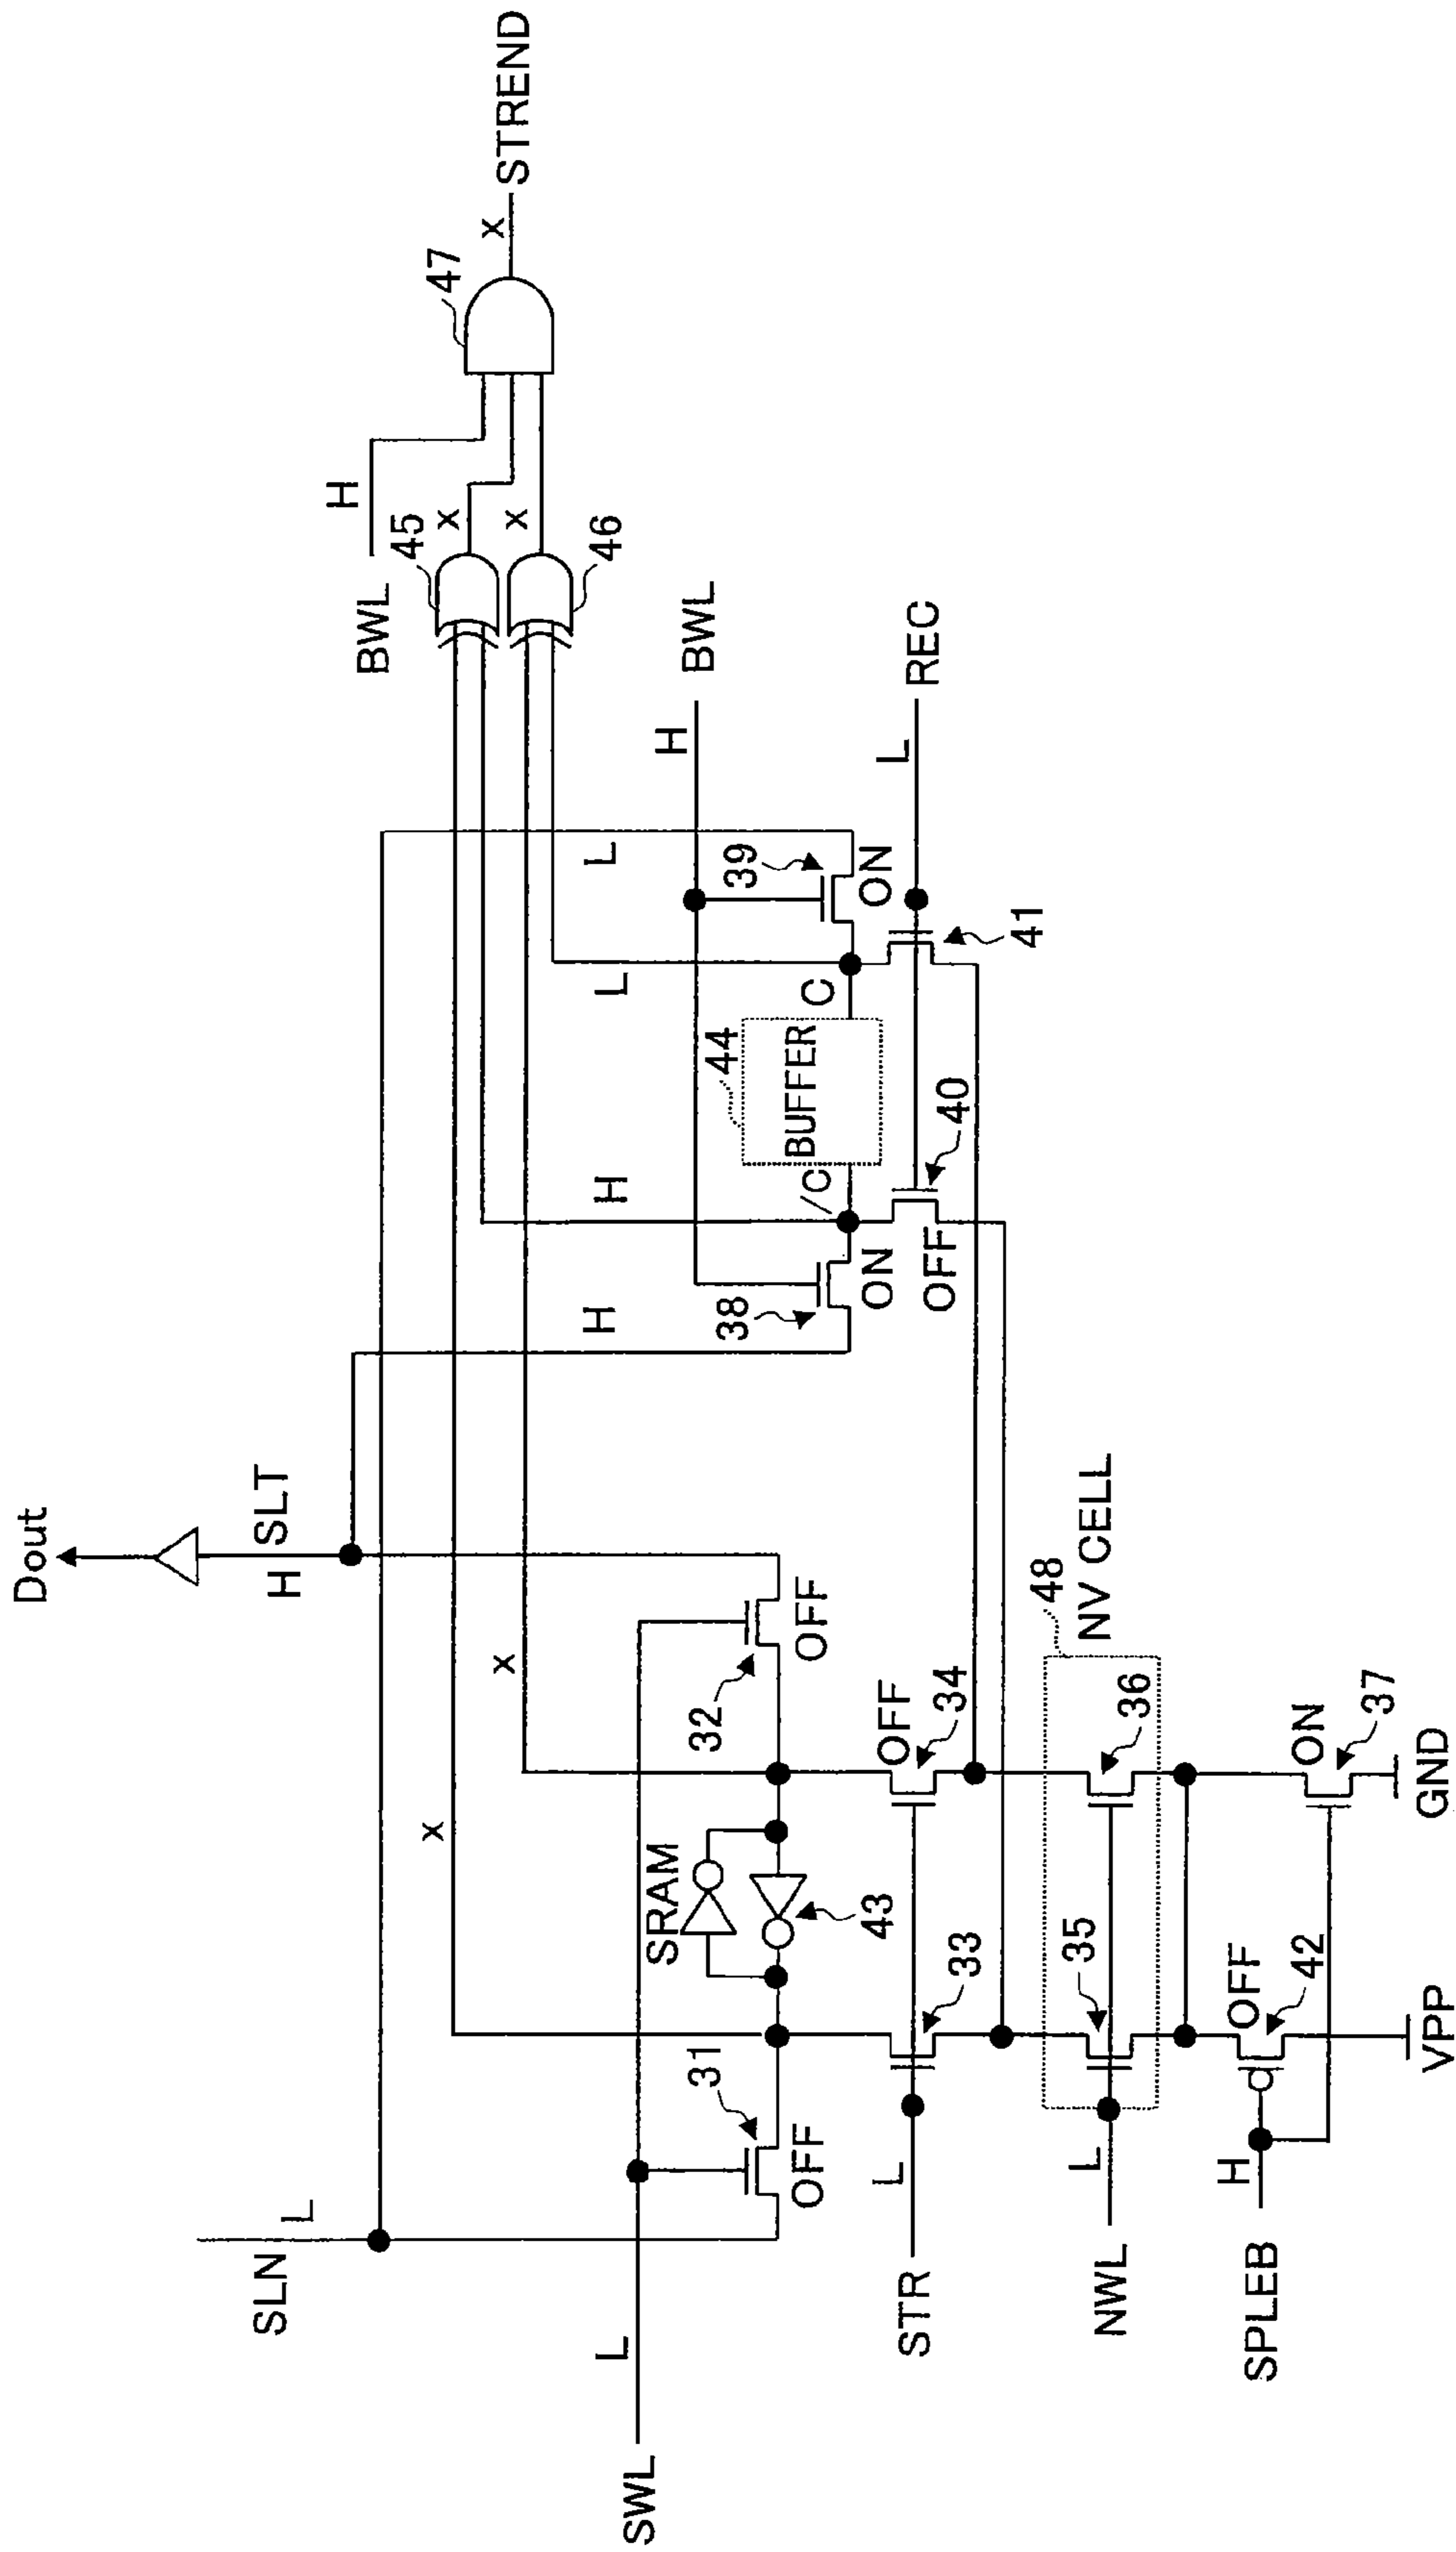 Dout
SLN
L
H
SLT
SWL
L
x
x
H
H
L
L
BWL
H
45
x
x
46
47
x
STREND
SRAM
31
OFF
43
32
OFF
38
ON
/C
BUFFER
44
C
39
ON
H
BWL
STR
L
33
OFF
34
OFF
40
41
L
REC
NWL
L
35
36
48
NV CELL
SPLEB
H
OFF
42
ON
37
VPP
GND